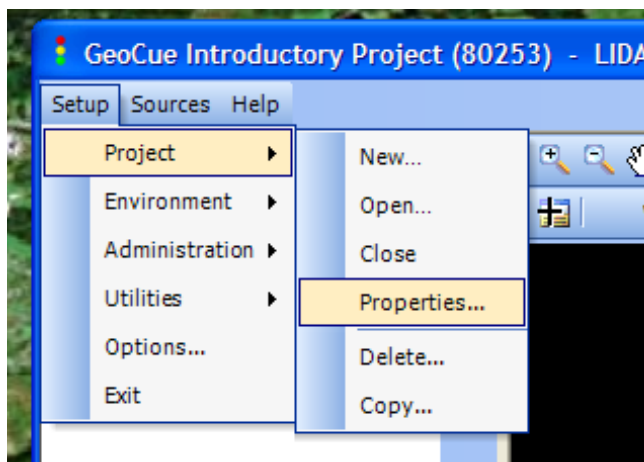 GeoCue Introductory Project (80253) - LIDA
Setup Sources Help
Project
Environment
Administration
Utilities
Options...
Exit
New...
Open...
Close
Properties...
Delete...
Copy...